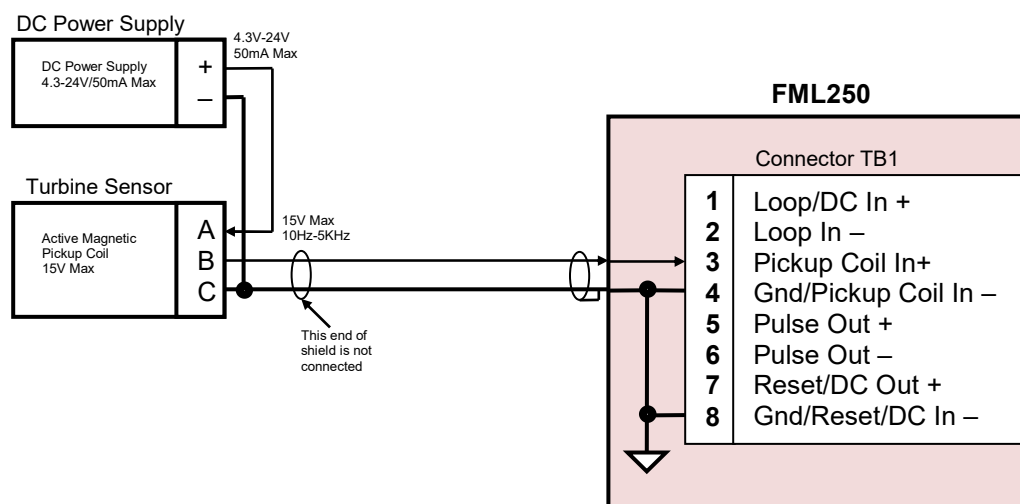 DC Power Supply
DC Power Supply
4.3-24V/50mA Max
+
–
4.3V-24V
50mA Max
Turbine Sensor
Active Magnetic
Pickup Coil
15V Max
A
B
C
15V Max
10Hz-5KHz
This end of
shield is not
connected
FML250
Connector TB1
1 Loop/DC In +
2 Loop In –
3 Pickup Coil In+
4 Gnd/Pickup Coil In –
5 Pulse Out +
6 Pulse Out –
7 Reset/DC Out +
8 Gnd/Reset/DC In –